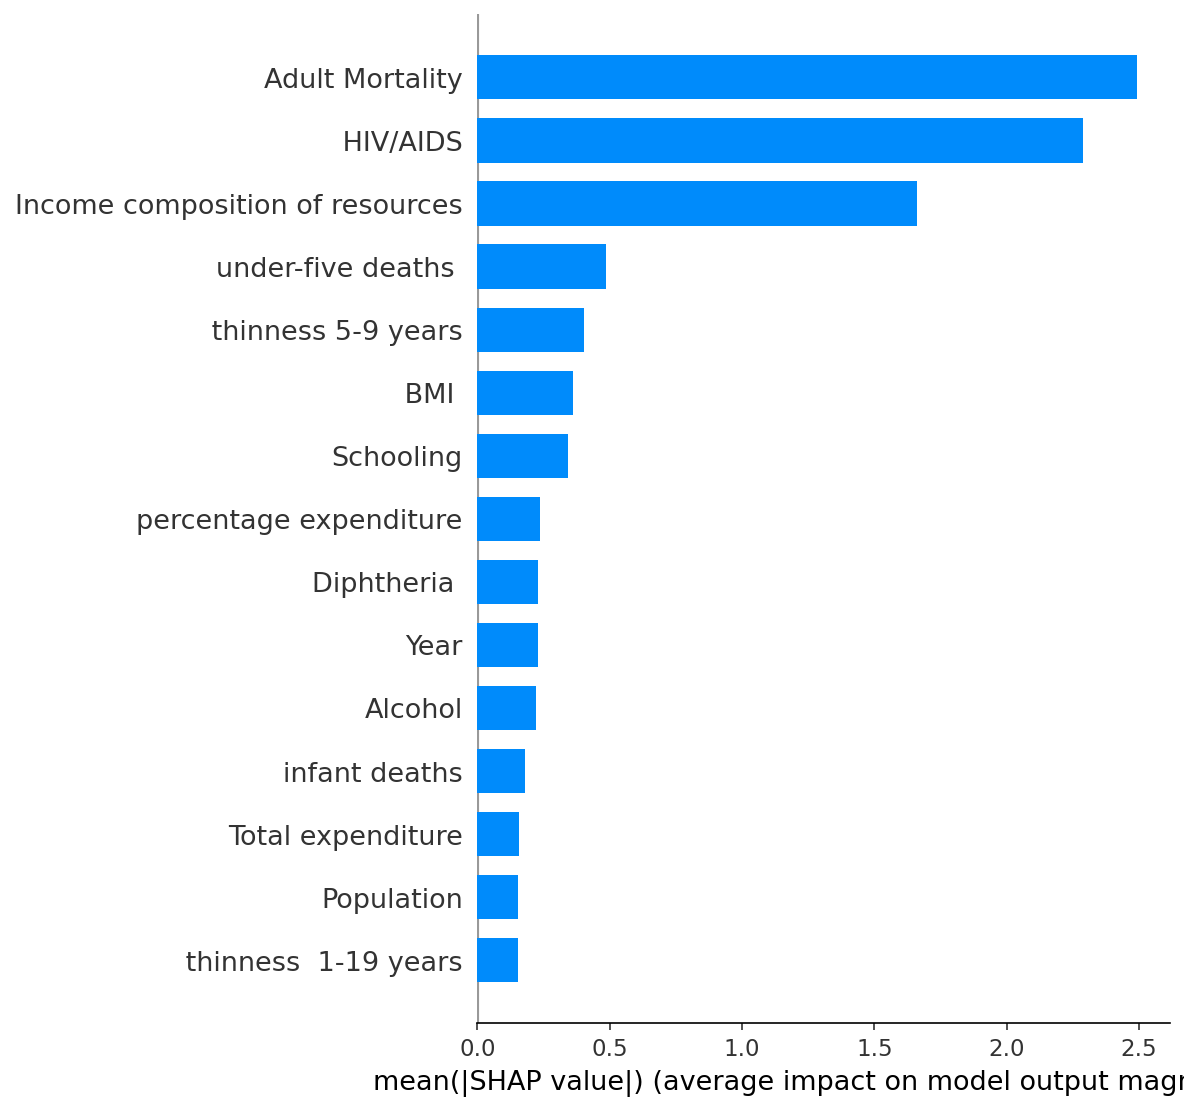 Adult Mortality
HIV/AIDS
Income composition of resources
under-five deaths
thinness 5-9 years
BMI
Schooling
percentage expenditure
Diphtheria
Year
Alcohol
infant deaths
Total expenditure
Population
thinness  1-19 years
0.0 0.5 1.0 1.5 2.0 2.5
mean(|SHAP value|) (average impact on model output magn